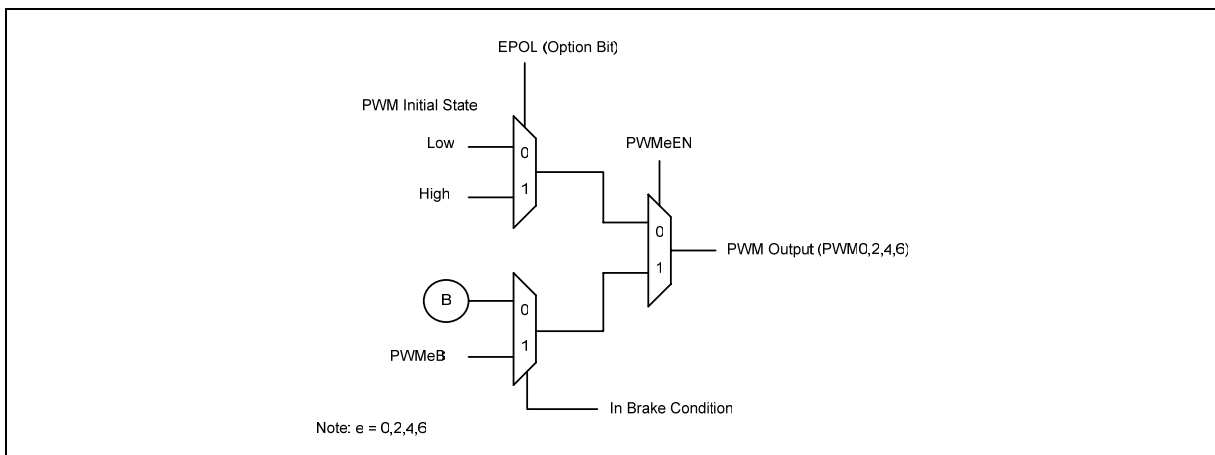 EPOL (Option Bit)
PWM Initial State
Low
0
High
1
PWMeEN
0
1
PWM Output (PWM0,2,4,6)
B
0
PWMeB
1
In Brake Condition
Note: e = 0,2,4,6